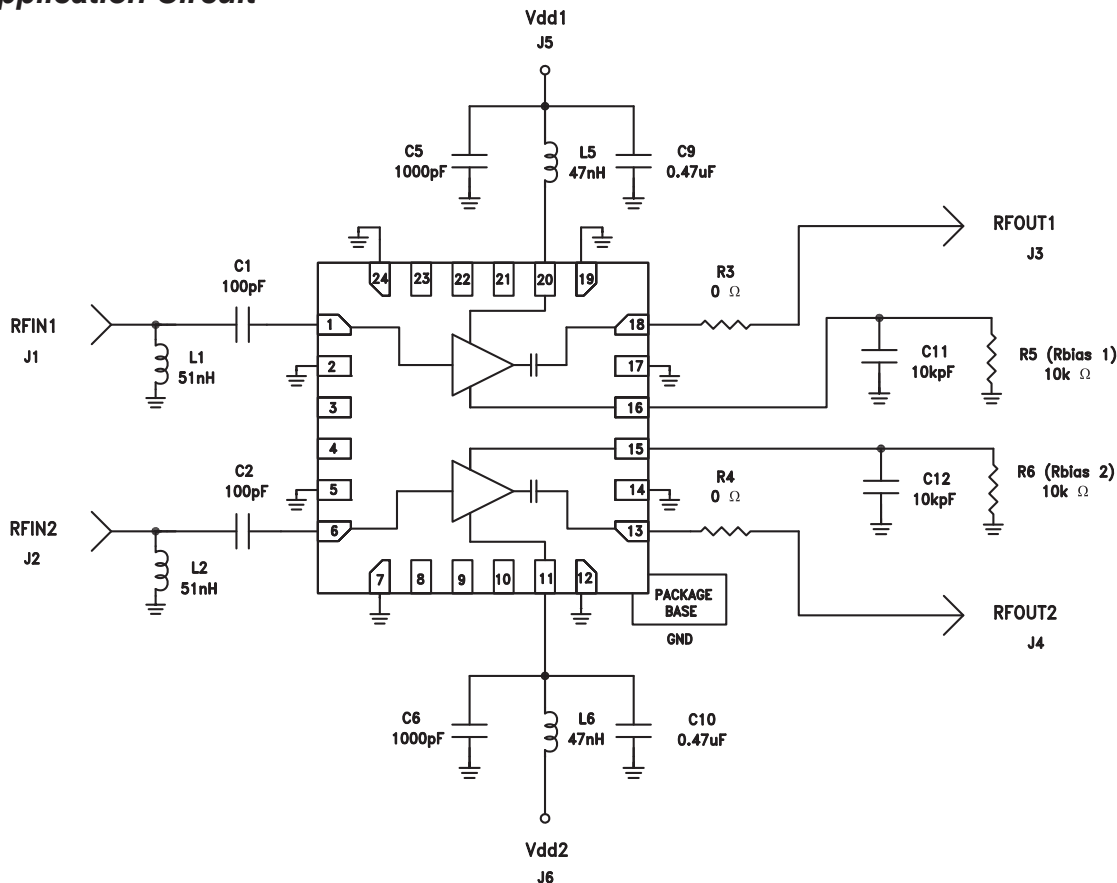 pplication Circuit
Vdd1
J5
C5
1000pF
L5
47nH
C9
0.47uF
RFOUT1
J3
24
23
22
21
20
19
C1
100pF
R3
0 Ω
RFIN1
J1
L1
51nH
1
2
3
4
5
6
18
17
16
15
14
13
C11
10kpF
R5 (Rbias 1)
10k Ω
C2
100pF
R4
0 Ω
C12
10kpF
R6 (Rbias 2)
10k Ω
RFIN2
J2
L2
51nH
7
8
9
10
11
12
PACKAGE
BASE
GND
RFOUT2
J4
C6
1000pF
L6
47nH
C10
0.47uF
Vdd2
J6